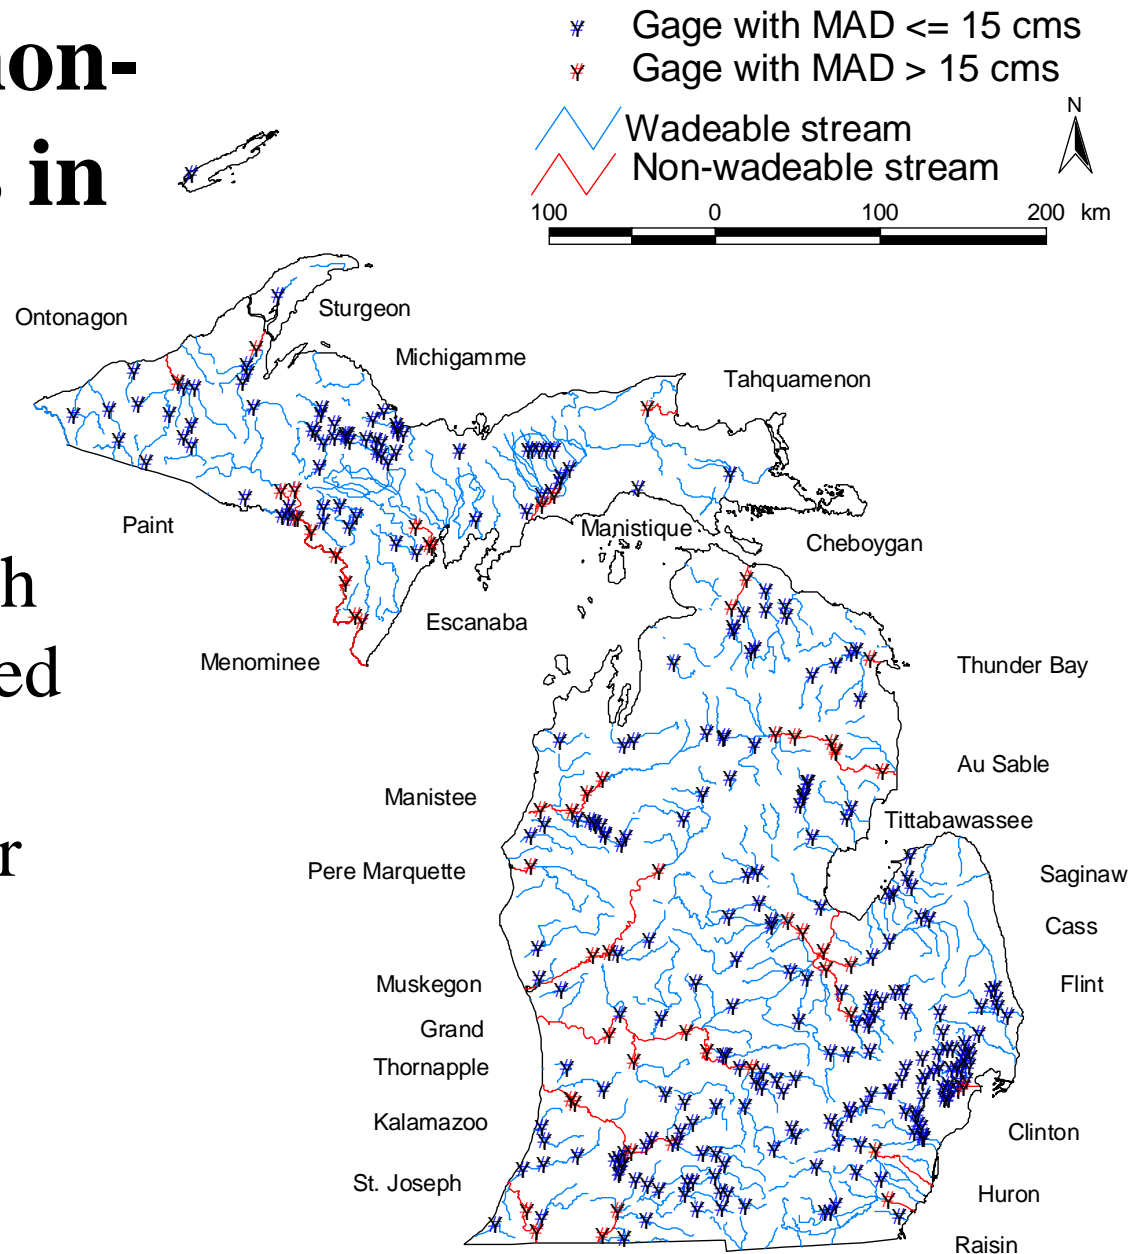 non-
s in
Gage with MAD <= 15 cms
Gage with MAD > 15 cms
Wadeable stream
Non-wadeable stream
N
100 0 100 200 km
Ontonagon
Sturgeon
Michigamme
Tahquamenon
Paint
Manistique
Cheboygan
h
Escanaba
ed
Menominee
Thunder Bay
Au Sable
Manistee
Tittabawassee
r
Pere Marquette
Saginaw
Cass
Muskegon
Flint
Grand
Thornapple
Kalamazoo
Clinton
St. Joseph
Huron
Raisin